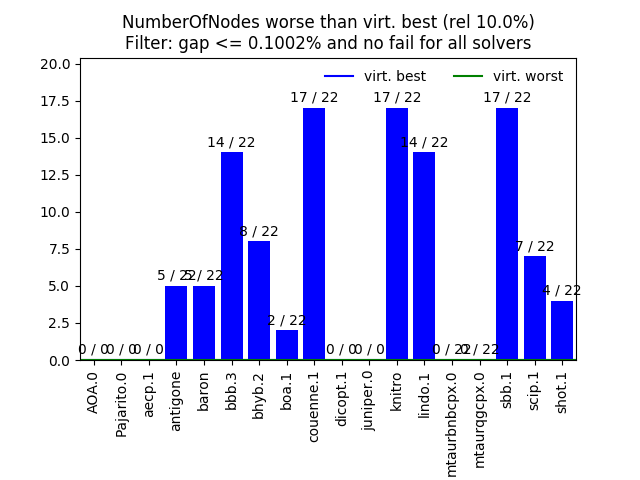 NumberOfNodes worse than virt. best (rel 10.0%)
Filter: gap <= 0.1002% and no fail for all solvers
virt. best
virt. worst
20.0
17.5
15.0
12.5
10.0
7.5
5.0
2.5
0.0
0 / 0
0 / 0
0 / 0
5 / 22
5 / 22
14 / 22
8 / 22
2 / 22
17 / 22
0 / 0
0 / 0
17 / 22
14 / 22
0 / 22
0 / 22
17 / 22
7 / 22
4 / 22
AOA.0
Pajarito.0
aecp.1
antigone
baron
bbb.3
bhyb.2
boa.1
couenne.1
dicopt.1
juniper.0
knitro
lindo.1
mtaurbnbcpx.0
mtaurqgcpx.0
sbb.1
scip.1
shot.1